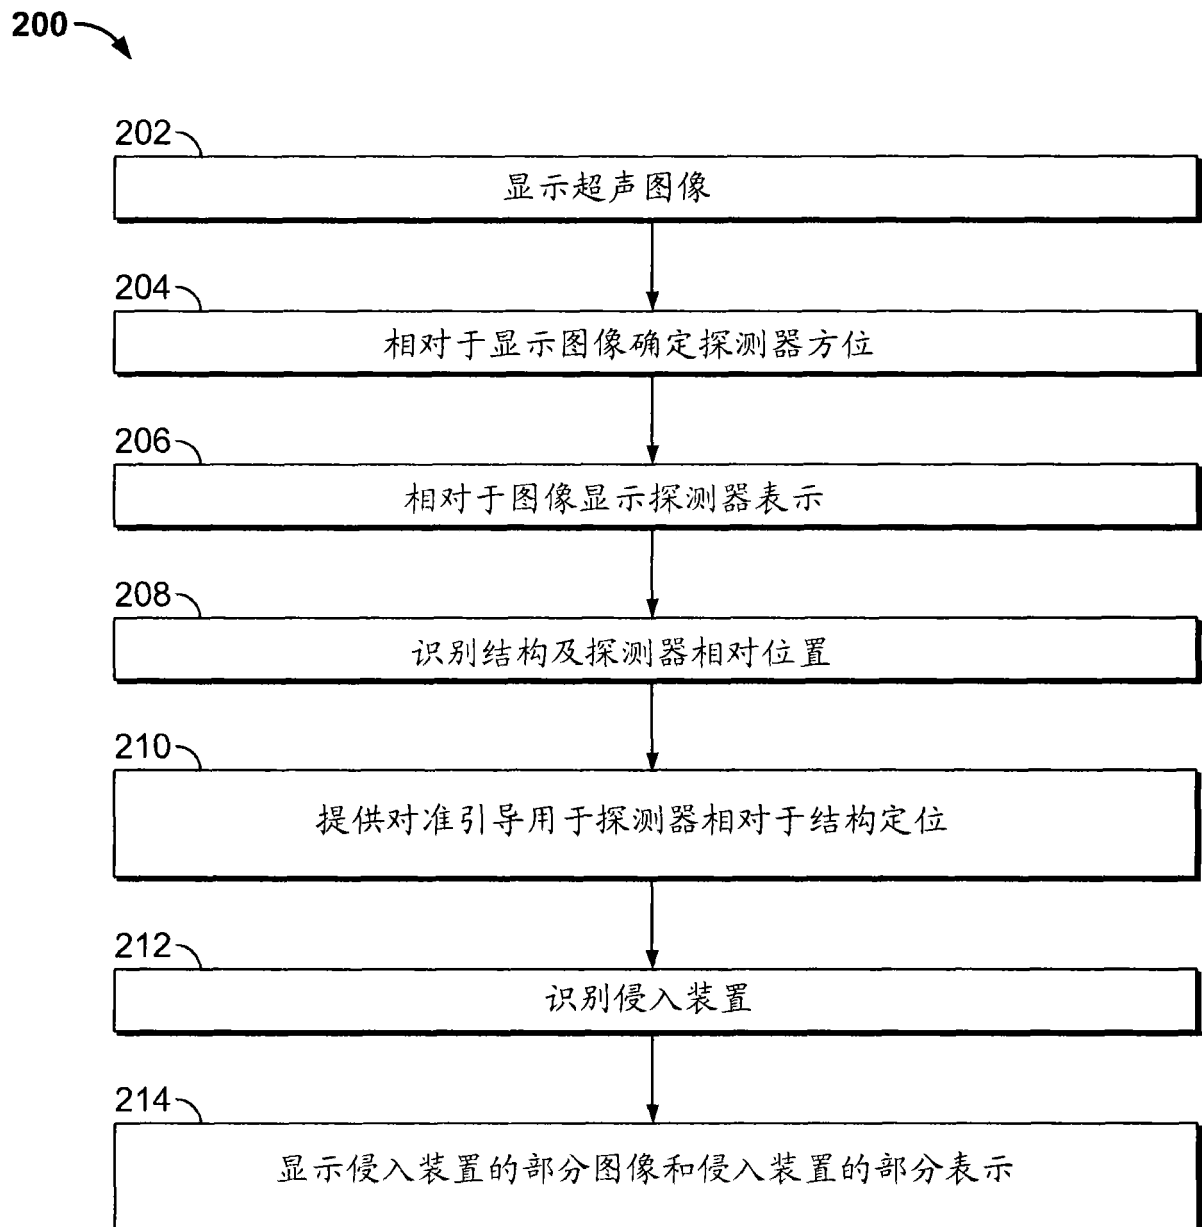 200
202
显示超声图像
204
相对于显示图像确定探测器方位
206
相对于图像显示探测器表示
208
识别结构及探测器相对位置
210
提供对准引导用于探测器相对于结构定位
212
识别侵入装置
214
显示侵入装置的部分图像和侵入装置的部分表示